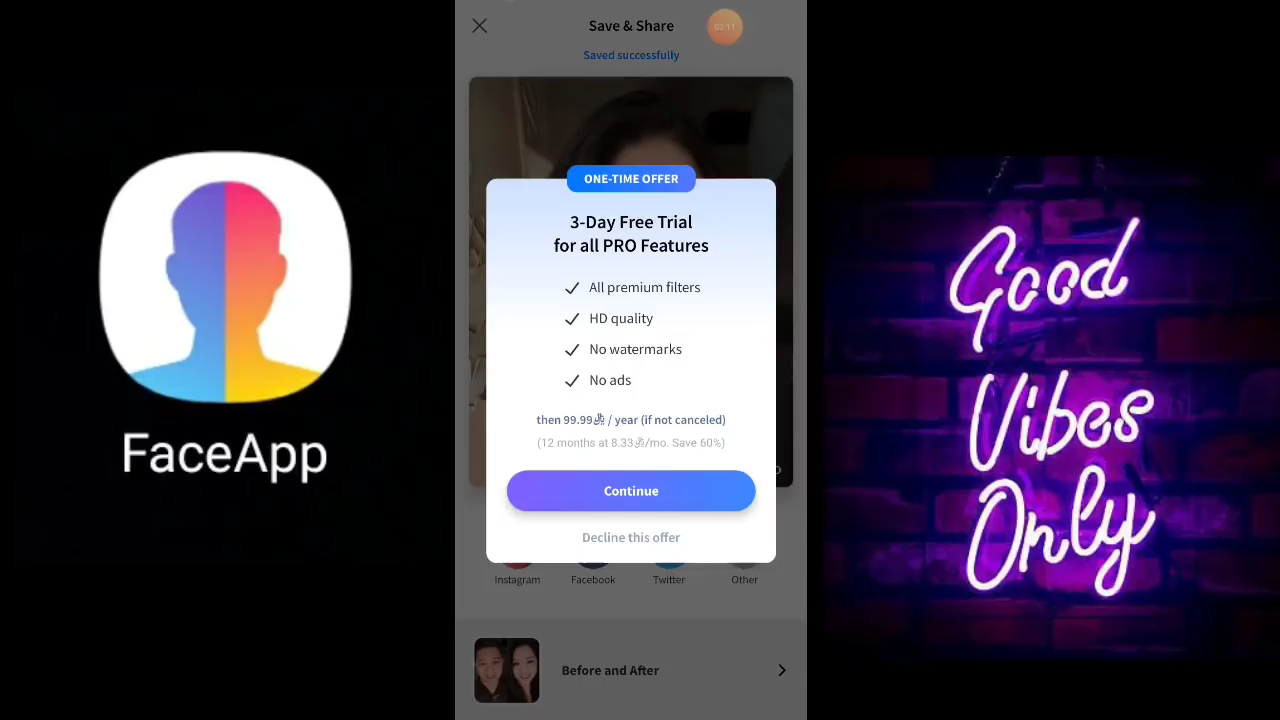 FaceApp
Save & Share
Saved successfully
ONE-TIME OFFER
3-Day Free Trial
for all PRO Features
All premium filters
HD quality
No watermarks
No ads
then 99.99﷼ / year (if not canceled)
(12 months at 8.33﷼/mo. Save 60%)
Continue
Decline this offer
Instagram
Facebook
Twitter
Other
Before and After
Good
Vibes
Only